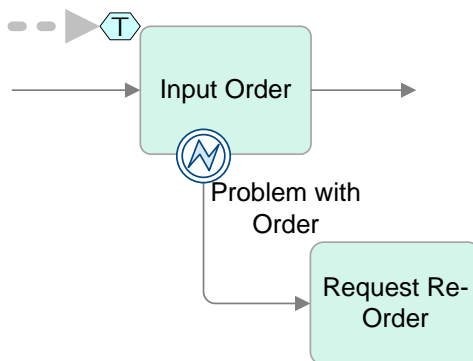 T
Input Order
Problem with
Order
Request Re-
Order